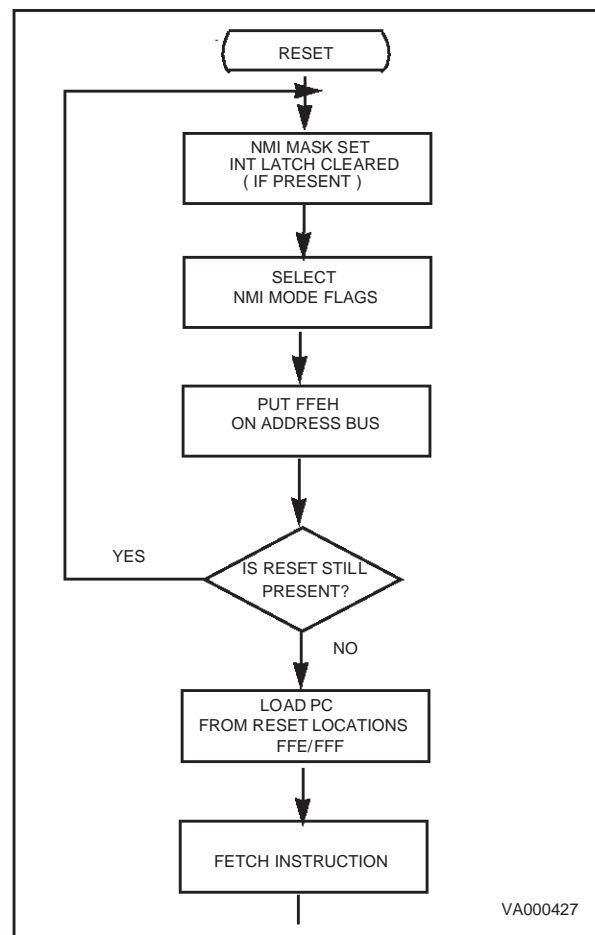 RESET
NMI MASK SET
INT LATCH CLEARED
( IF PRESENT )
SELECT
NMI MODE FLAGS
PUT FFEH
ON ADDRESS BUS
YES
IS RESET STILL
PRESENT?
NO
LOAD PC
FROM RESET LOCATIONS
FFE/FFF
FETCH INSTRUCTION
VA000427